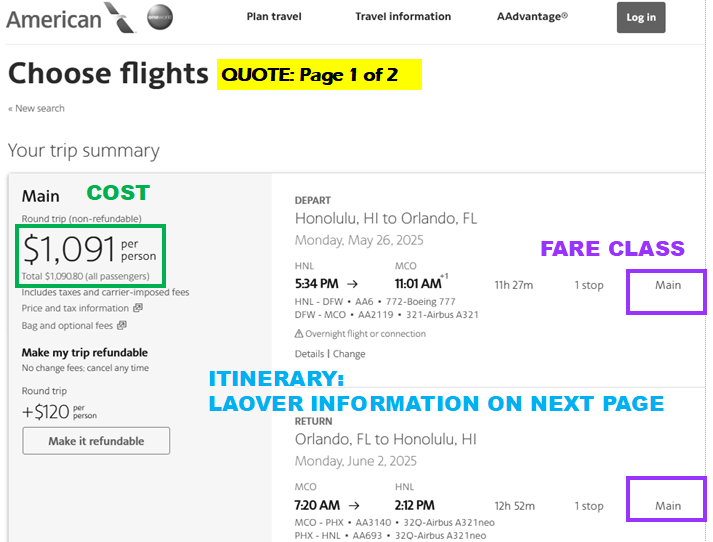 American
Plan travel
Travel information
AAdvantage®
Log in
Choose flights
QUOTE: Page 1 of 2
« New search
Your trip summary
Main
COST
Round trip (non-refundable)
$1,091 per person
Total $1,090.80 (all passengers)
Includes taxes and carrier-imposed fees
Price and tax information
Bag and optional fees
Make my trip refundable
No change fees; cancel any time
Round trip
+$120 per person
Make it refundable
DEPART
Honolulu, HI to Orlando, FL
Monday, May 26, 2025
FARE CLASS
HNL MCO
5:34 PM → 11:01 AM+1 11h 27m 1 stop Main
HNL - DFW • AA6 • 772-Boeing 777
DFW - MCO • AA2119 • 321-Airbus A321
Overnight flight or connection
Details | Change
ITINERARY:
LAOVER INFORMATION ON NEXT PAGE
RETURN
Orlando, FL to Honolulu, HI
Monday, June 2, 2025
MCO HNL
7:20 AM → 2:12 PM 12h 52m 1 stop Main
MCO - PHX • AA3140 • 32Q-Airbus A321neo
PHX - HNL • AA693 • 32Q-Airbus A321neo